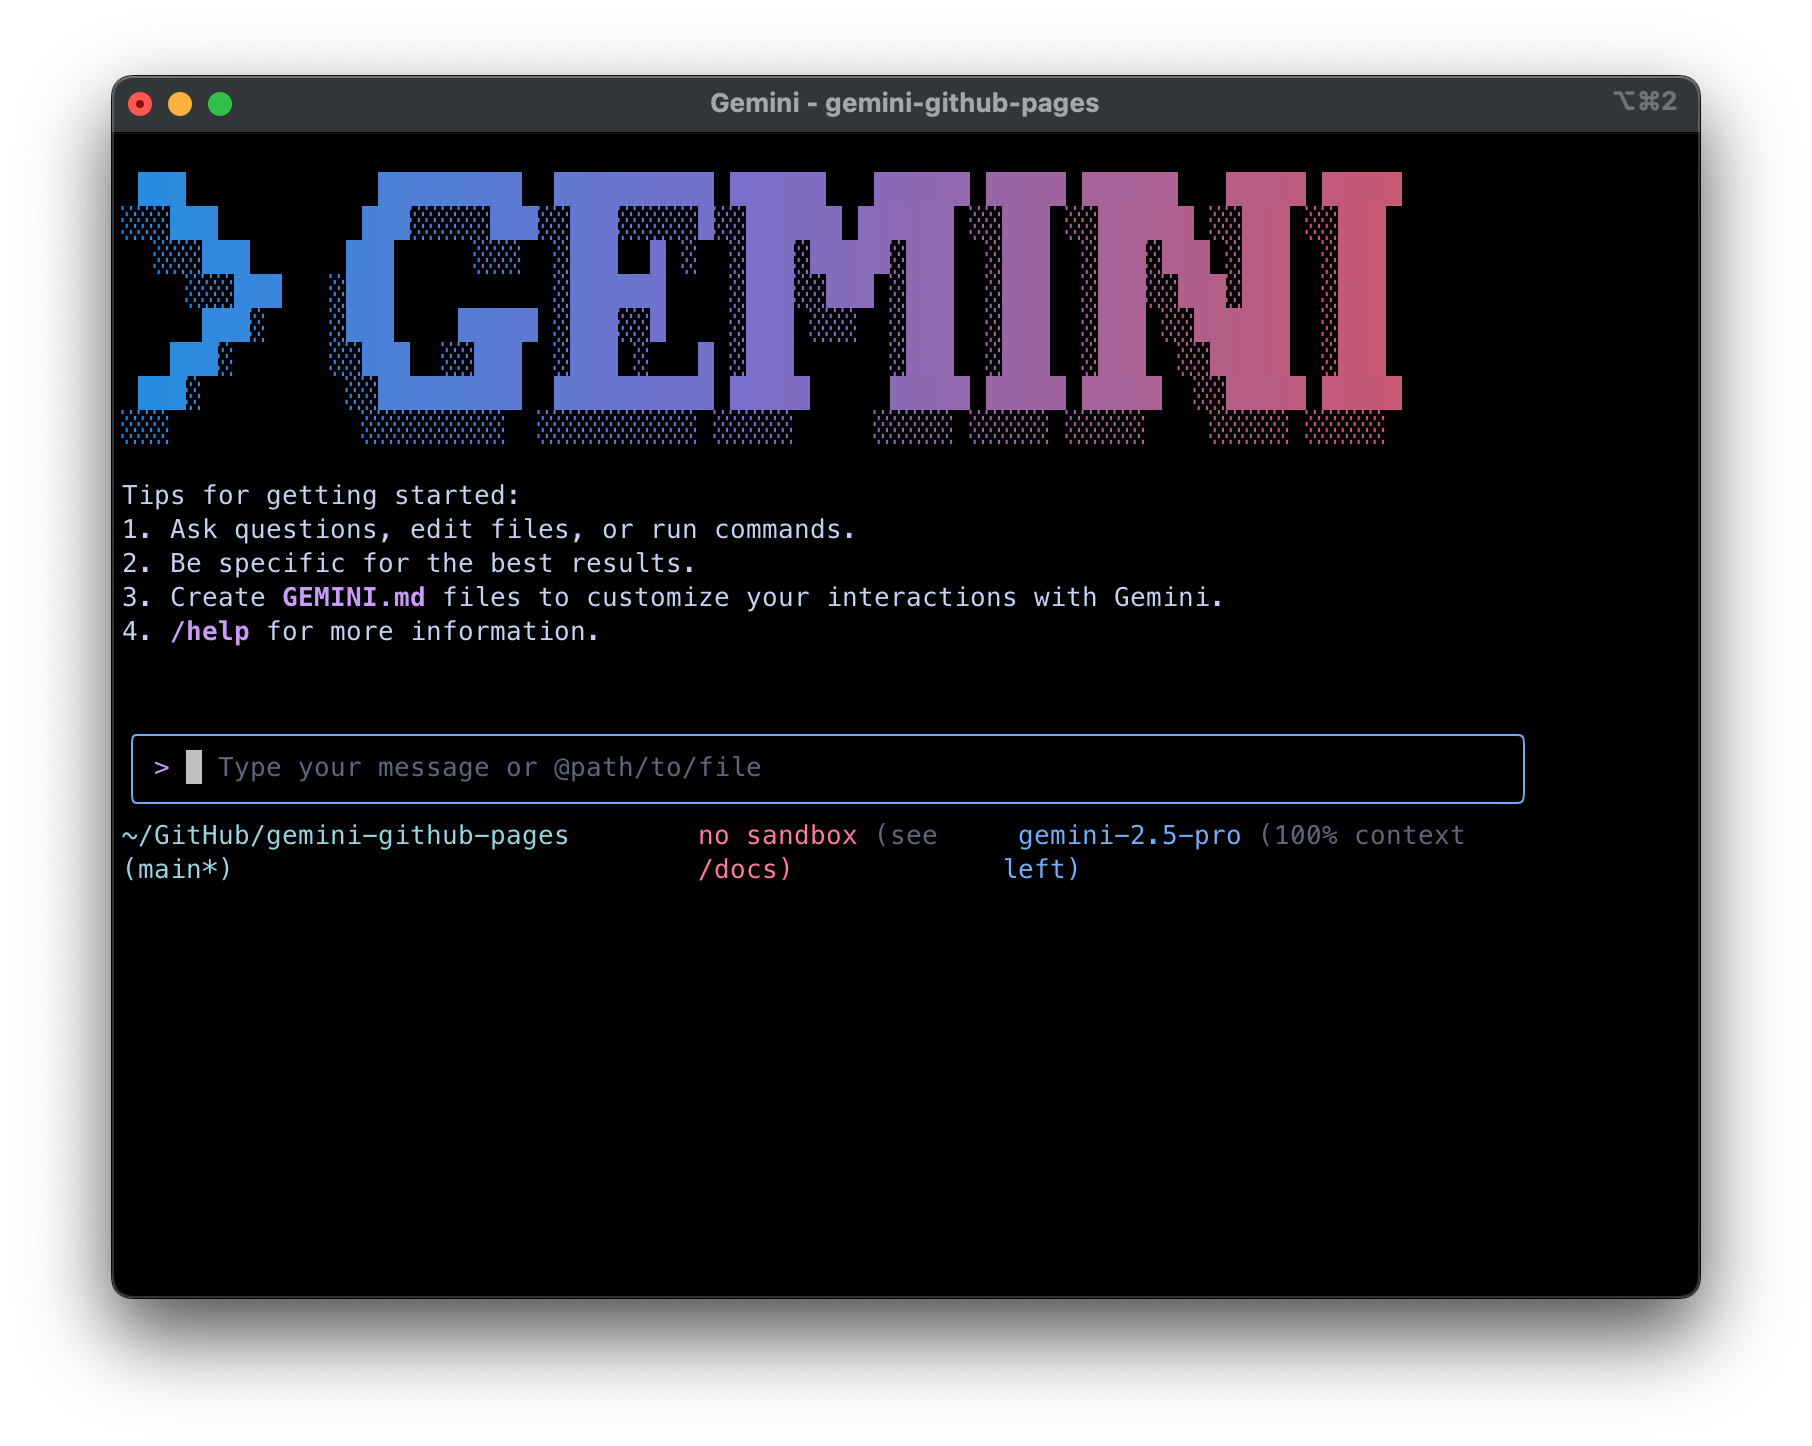 Gemini - gemini-github-pages
⌥⌘2
> GEMINI
Tips for getting started:
1. Ask questions, edit files, or run commands.
2. Be specific for the best results.
3. Create GEMINI.md files to customize your interactions with Gemini.
4. /help for more information.
> Type your message or @path/to/file
~/GitHub/gemini-github-pages
(main*)
no sandbox (see
/docs)
gemini-2.5-pro (100% context
left)